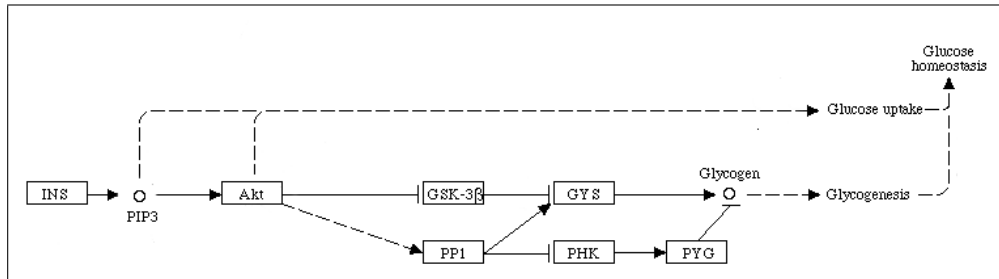 Glucose
homeostasis
Glucose uptake
INS
PIP3
Akt
GSK-3β
GYS
Glycogen
Glycogenesis
PP1
PHK
PYG